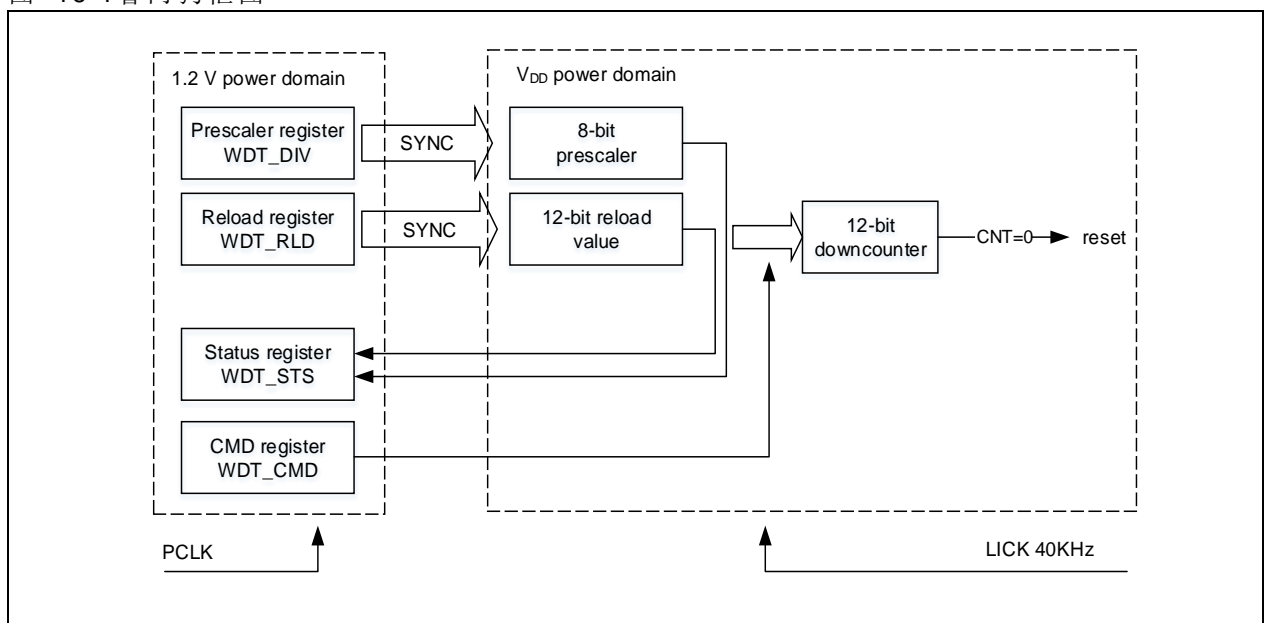 1.2 V power domain
VDD power domain
Prescaler register
WDT_DIV
SYNC
8-bit
prescaler
Reload register
WDT_RLD
SYNC
12-bit reload
value
12-bit
downcounter
CNT=0
reset
Status register
WDT_STS
CMD register
WDT_CMD
PCLK
LICK 40KHz